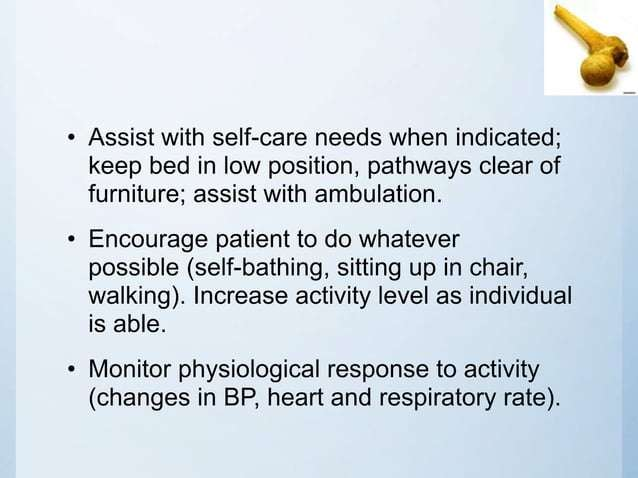 • Assist with self-care needs when indicated;
keep bed in low position, pathways clear of
furniture; assist with ambulation.
• Encourage patient to do whatever
possible (self-bathing, sitting up in chair,
walking). Increase activity level as individual
is able.
• Monitor physiological response to activity
(changes in BP, heart and respiratory rate).